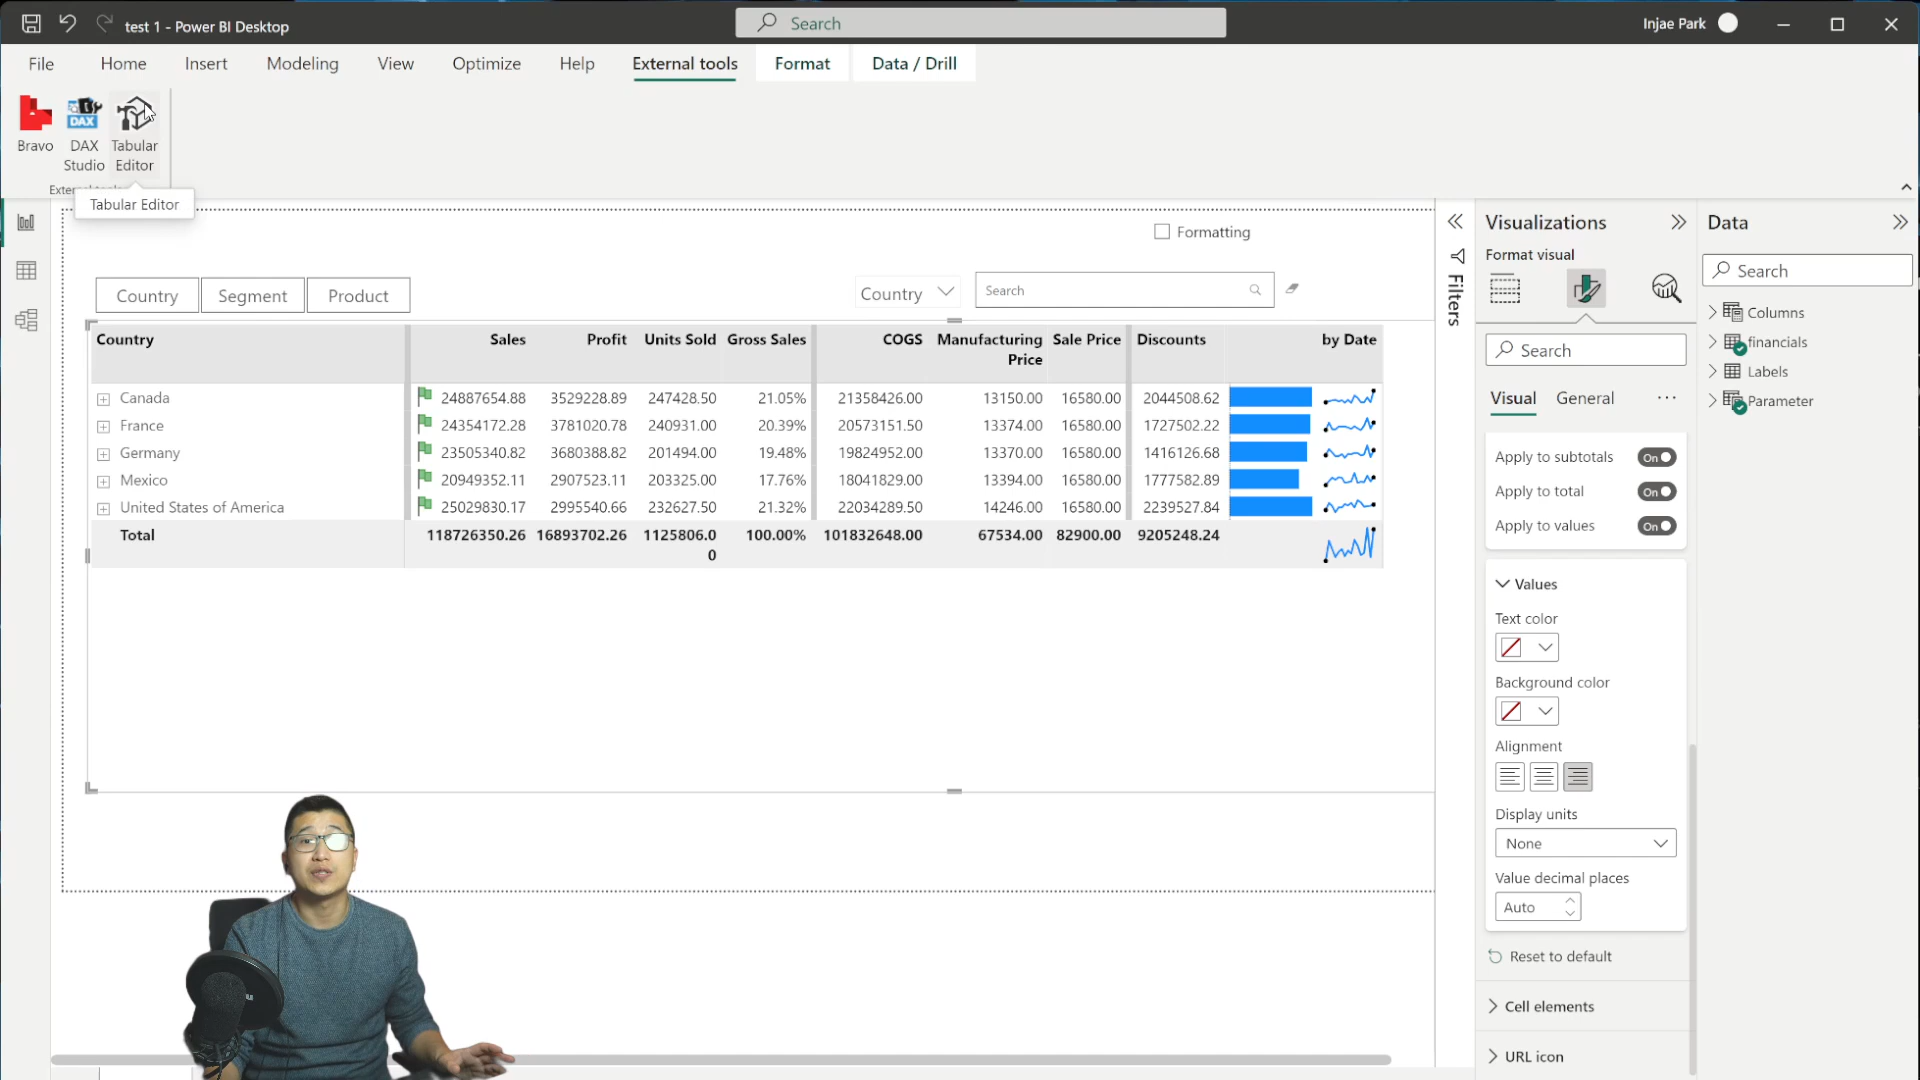 test 1 - Power BI Desktop
Search
Injae Park
File Home Insert Modeling View Optimize Help External tools Format Data / Drill
Bravo
DAX
DAX
Studio
Tabular
Editor
Tabular Editor
Formatting
Country Segment Product
Country
Search
Country Sales Profit Units Sold Gross Sales COGS Manufacturing Price Sale Price Discounts by Date
Canada 24887654.88 3529228.89 247428.50 21.05% 21358426.00 13150.00 16580.00 2044508.62
France 24354172.28 3781020.78 240931.00 20.39% 20573151.50 13374.00 16580.00 1727502.22
Germany 23505340.82 3680388.82 201494.00 19.48% 19824952.00 13370.00 16580.00 1416126.68
Mexico 20949352.11 2907523.11 203325.00 17.76% 18041829.00 13394.00 16580.00 1777582.89
United States of America 25029830.17 2995540.66 232627.50 21.32% 22034289.50 14246.00 16580.00 2239527.84
Total 118726350.26 16893702.26 1125806.00 100.00% 101832648.00 67534.00 82900.00 9205248.24
Filters
Visualizations
Format visual
Search
Visual General ...
Apply to subtotals On
Apply to total On
Apply to values On
Values
Text color
Background color
Alignment
Display units
None
Value decimal places
Auto
Reset to default
Cell elements
URL icon
Data
Search
Columns
financials
Labels
Parameter